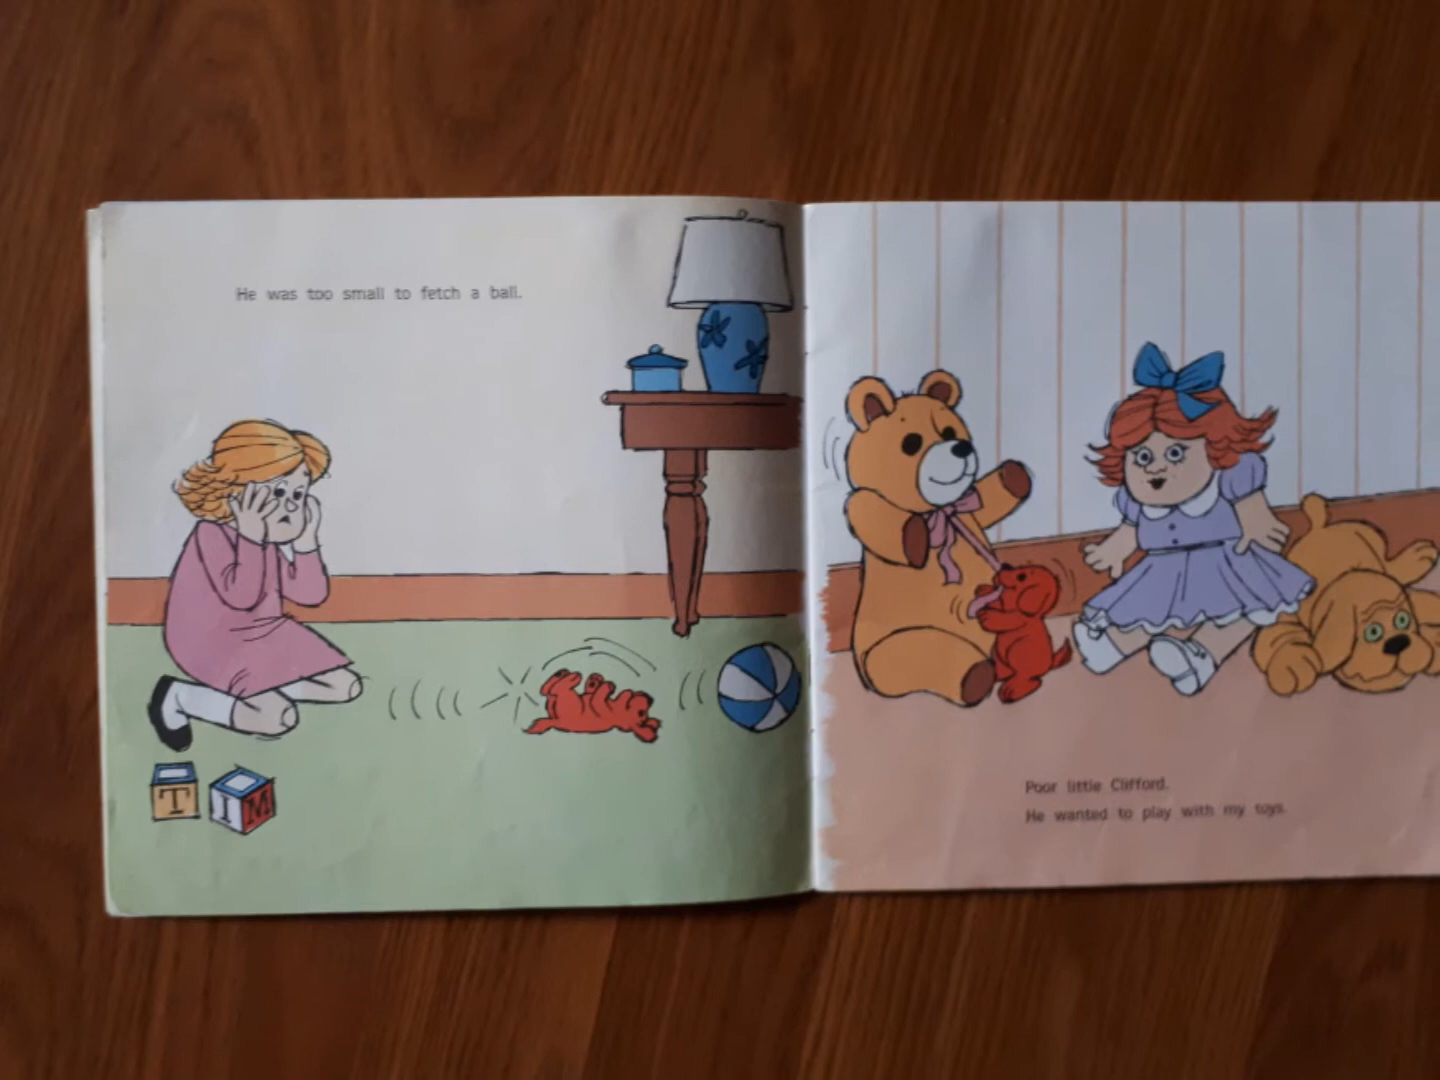 He was too small to fetch a ball.
T I M
Poor little Clifford.
He wanted to play with my toys.